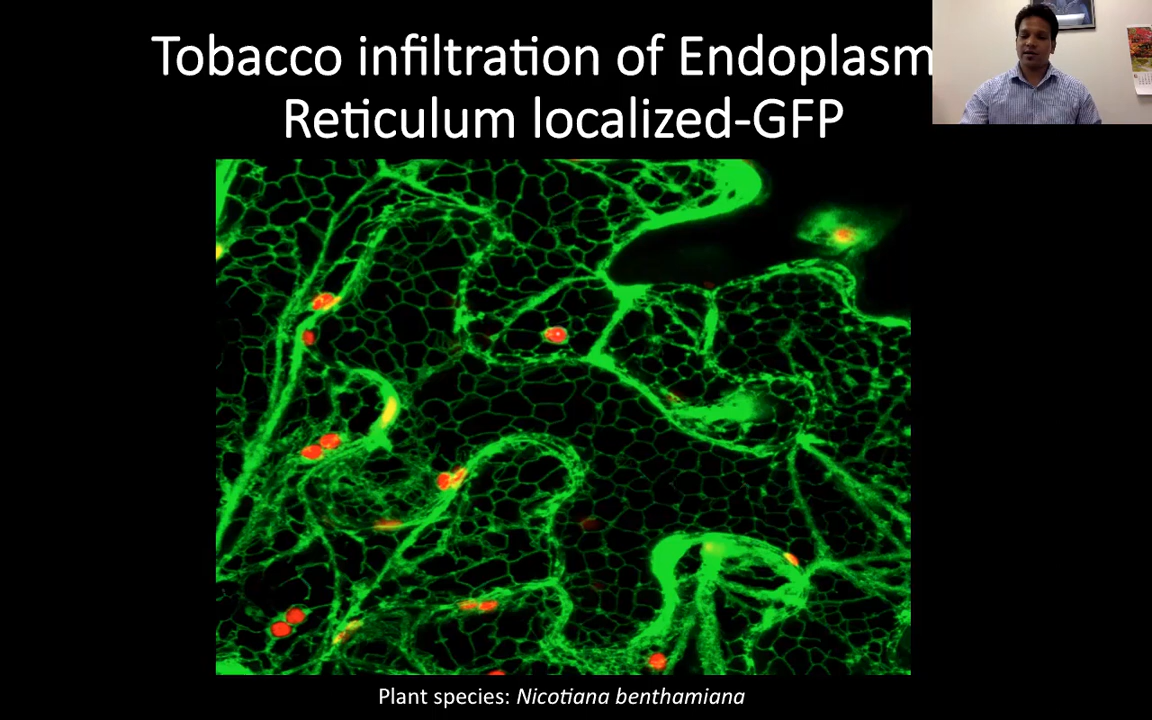 Tobacco infiltration of Endoplasm
Reticulum localized-GFP
Plant species: Nicotiana benthamiana